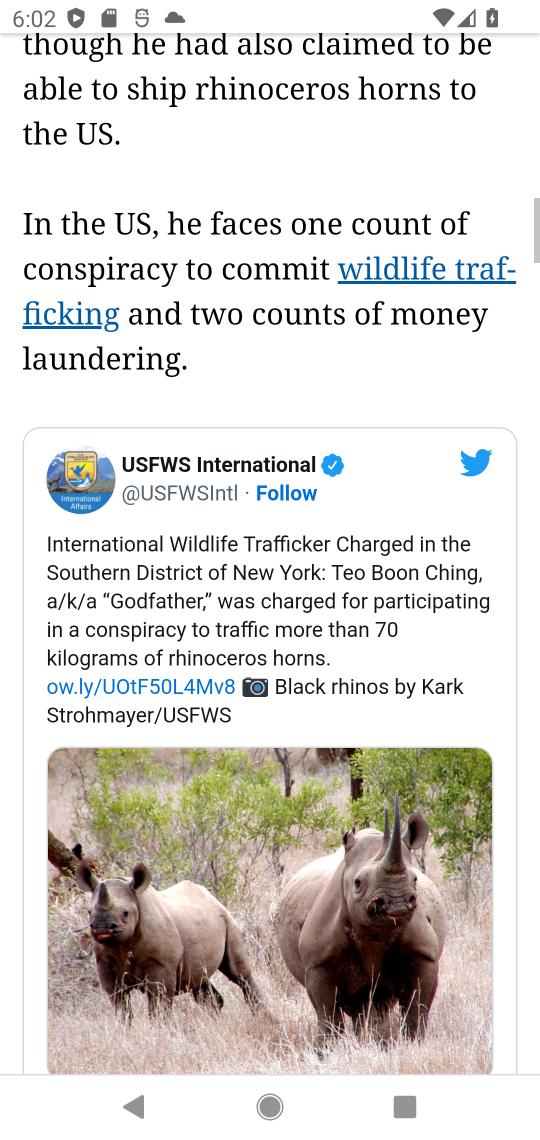 6:02
though he had also claimed to be
able to ship rhinoceros horns to
the US.
In the US, he faces one count of
conspiracy to commit wildlife traf-
ficking and two counts of money
laundering.
USFWS International
@USFWSIntl · Follow
International Affairs
International Wildlife Trafficker Charged in the
Southern District of New York: Teo Boon Ching,
a/k/a “Godfather,” was charged for participating
in a conspiracy to traffic more than 70
kilograms of rhinoceros horns.
ow.ly/UOtF50L4Mv8 📷 Black rhinos by Kark
Strohmayer/USFWS